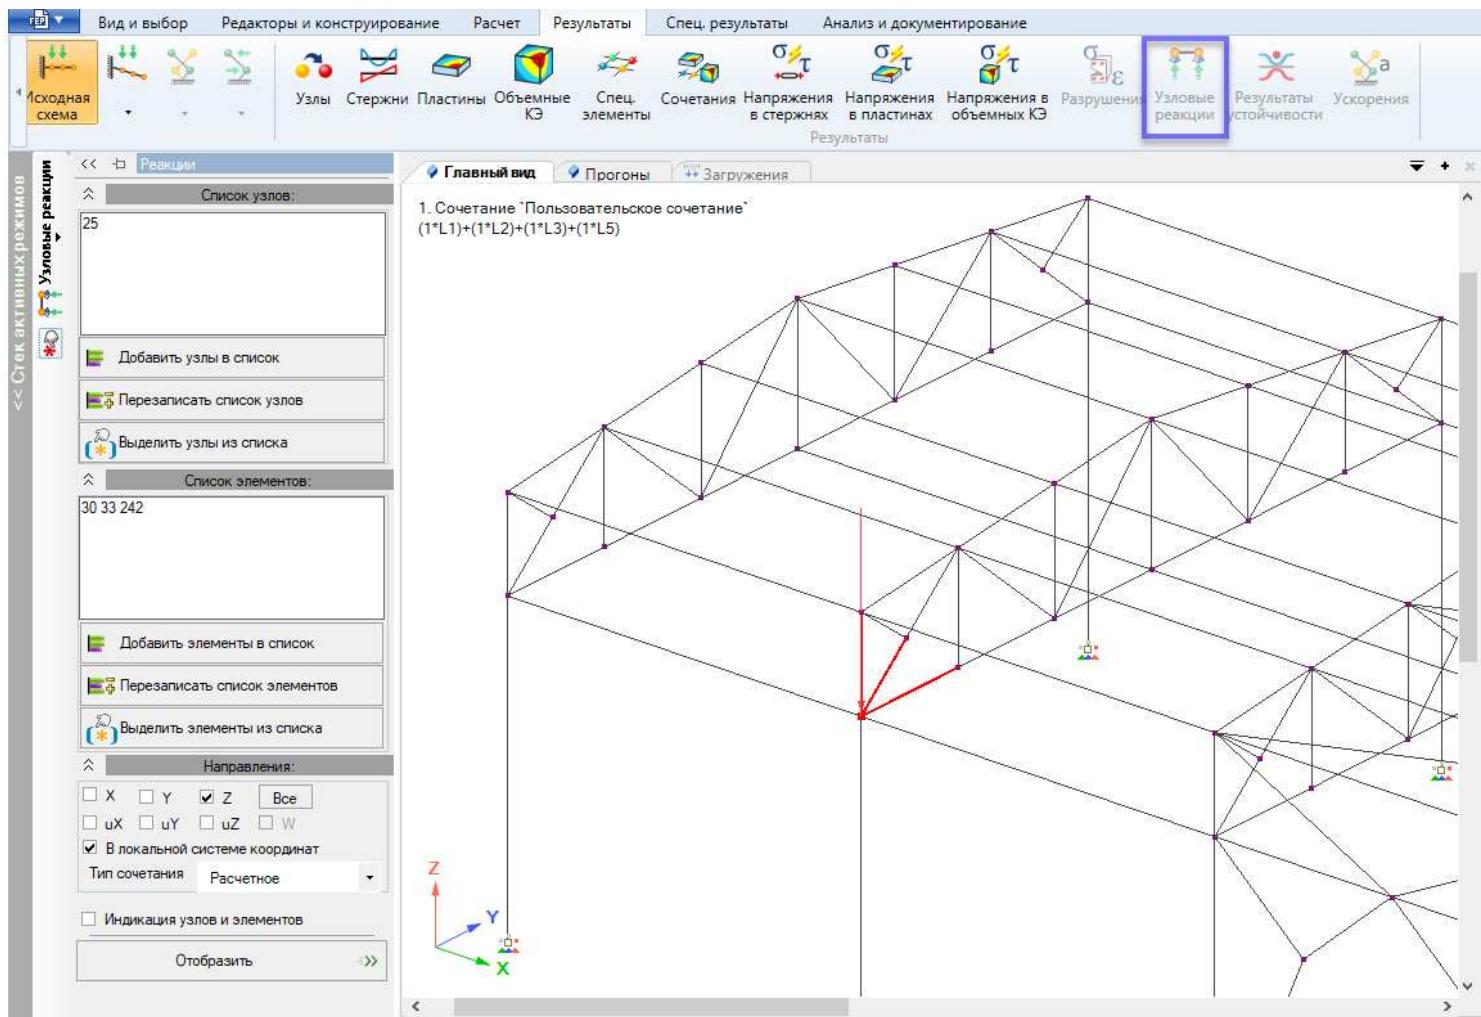 FEP
Вид и выбор
Редакторы и конструирование
Расчет
Результаты
Спец. результаты
Анализ и документирование
Исходная
схема
Узлы
Стержни
Пластины
Объемные
КЭ
Спец.
элементы
Сочетания
Напряжения
в стержнях
Напряжения
в пластинах
Напряжения в
объемных КЭ
Разрушения
Узловые
реакции
Результаты
устойчивости
Ускорения
Результаты
<< Стек активных режимов
Узловые реакции
<<
Реакции
Список узлов:
25
Добавить узлы в список
Перезаписать список узлов
Выделить узлы из списка
Список элементов:
30 33 242
Добавить элементы в список
Перезаписать список элементов
Выделить элементы из списка
Направления:
X Y Z Все
uX uY uZ W
В локальной системе координат
Тип сочетания Расчетное
Индикация узлов и элементов
Отобразить
Главный вид
Прогоны
Загружения
1. Сочетание `Пользовательское сочетание`
(1*L1)+(1*L2)+(1*L3)+(1*L5)
Z
Y
X